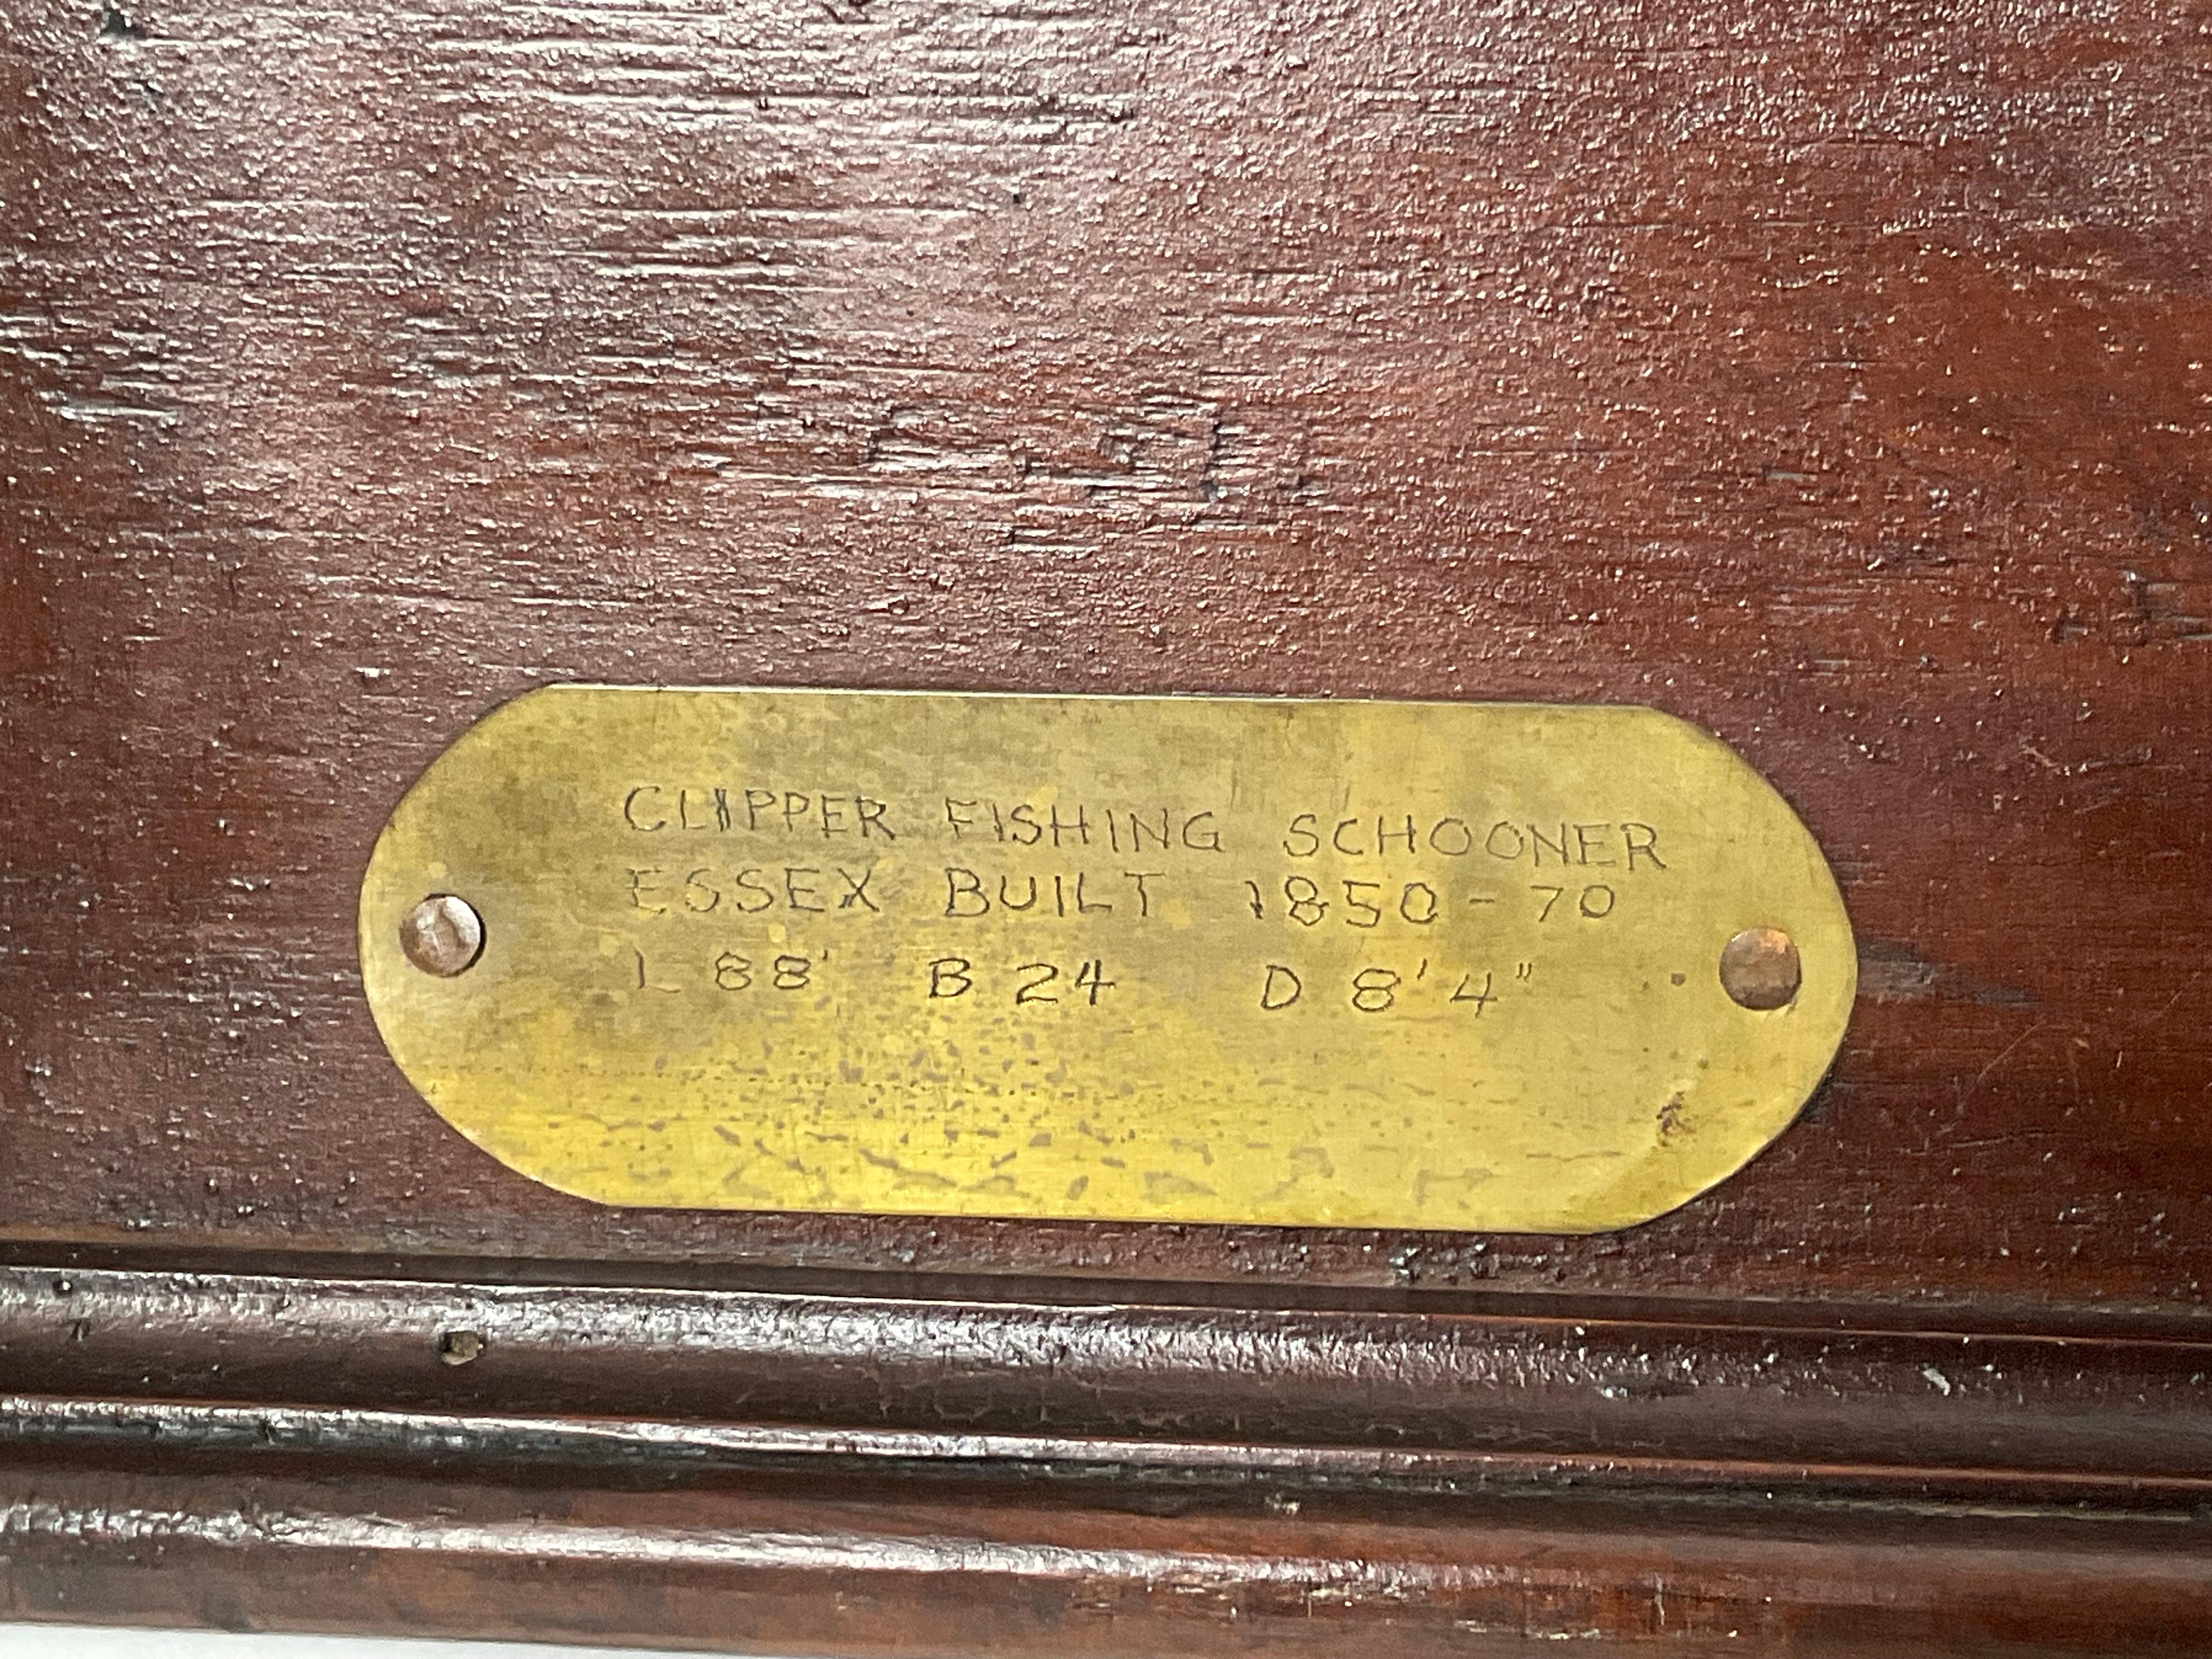 CLIPPER FISHING SCHOONER
ESSEX BUILT 1850-70
L 88' B 24 D 8' 4"